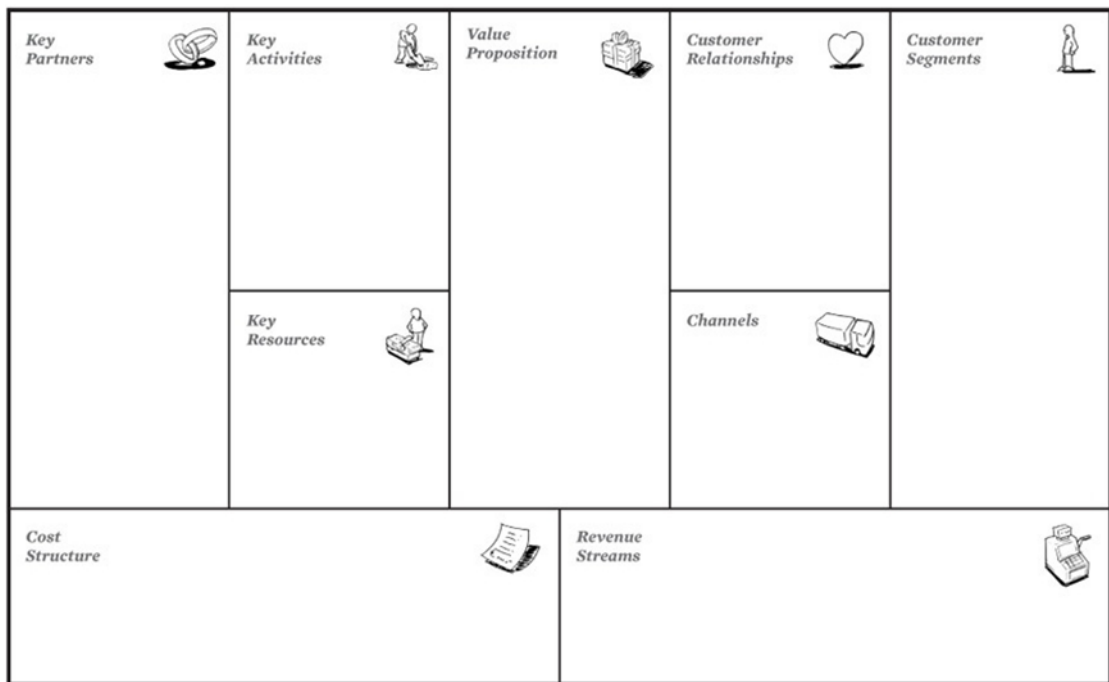 Key
Partners
Key
Activities
Value
Proposition
Customer
Relationships
Customer
Segments
Key
Resources
Channels
Cost
Structure
Revenue
Streams